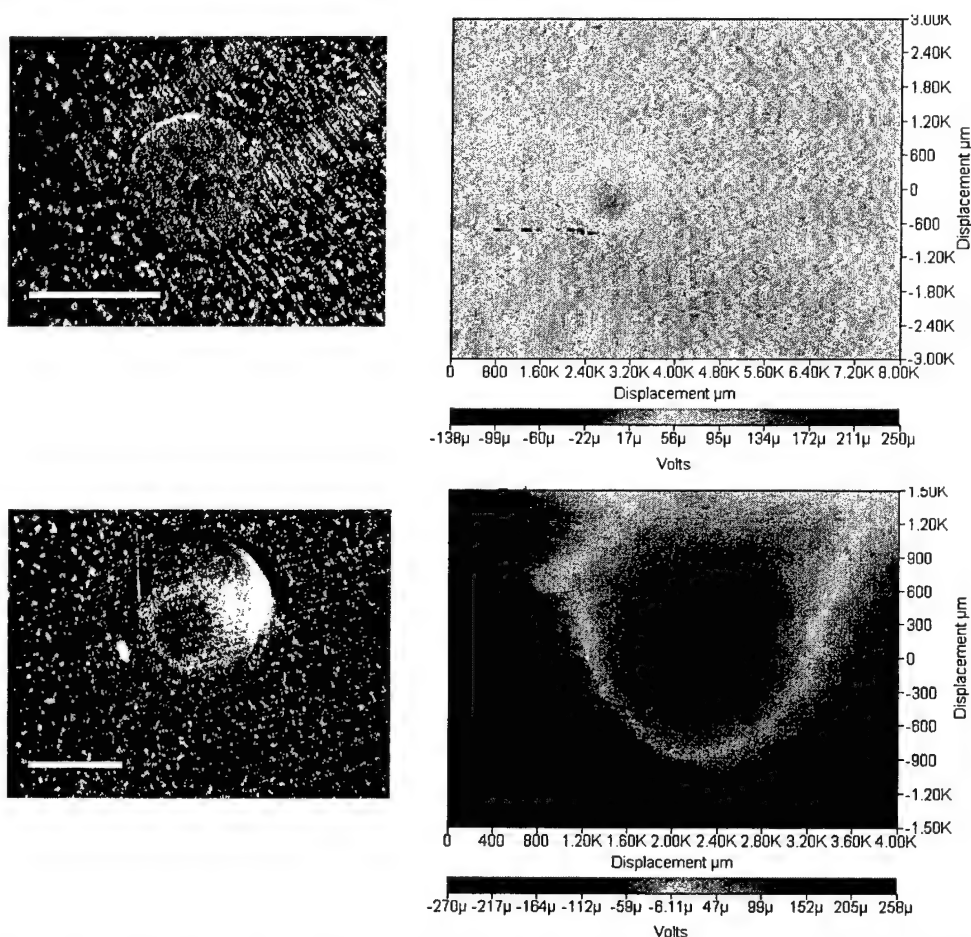 3.00K
2.40K
1.80K
1.20K
600
0
-600
-1.20K
-1.80K
-2.40K
-3.00K
Displacement µm
0 800 1.60K 2.40K 3.20K 4.00K 4.80K 5.60K 6.40K 7.20K 8.00K
Displacement µm
-138µ -99µ -60µ -22µ 17µ 56µ 95µ 134µ 172µ 211µ 250µ
Volts
1.50K
1.20K
900
600
300
0
-300
-600
-900
-1.20K
-1.50K
Displacement µm
0 400 800 1.20K 1.60K 2.00K 2.40K 2.80K 3.20K 3.60K 4.00K
Displacement µm
-270µ -217µ -164µ -112µ -59µ -6.11µ 47µ 99µ 152µ 205µ 258µ
Volts